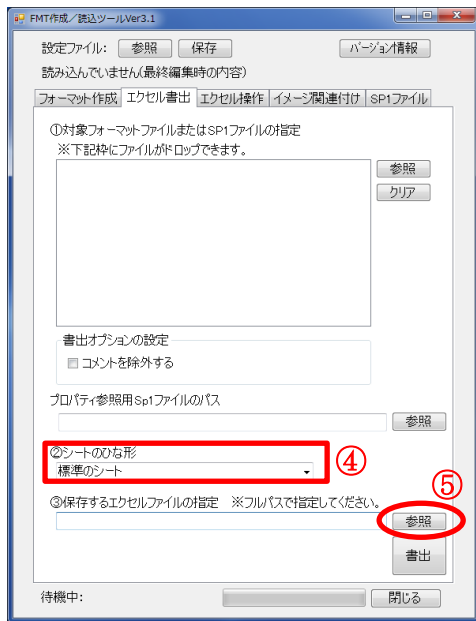 FMT作成／読込ツールVer3.1
設定ファイル: 参照 保存 バージョン情報
読み込んでいません(最終編集時の内容)
フォーマット作成 エクセル書出 エクセル操作 イメージ関連付け SP1ファイル
①対象フォーマットファイルまたはSP1ファイルの指定
※下記枠にファイルがドロップできます。
参照
クリア
書出オプションの設定
コメントを除外する
プロパティ参照用Sp1ファイルのパス
参照
②シートのひな形
標準のシート
④
⑤
③保存するエクセルファイルの指定 ※フルパスで指定してください。
参照
書出
待機中: 閉じる